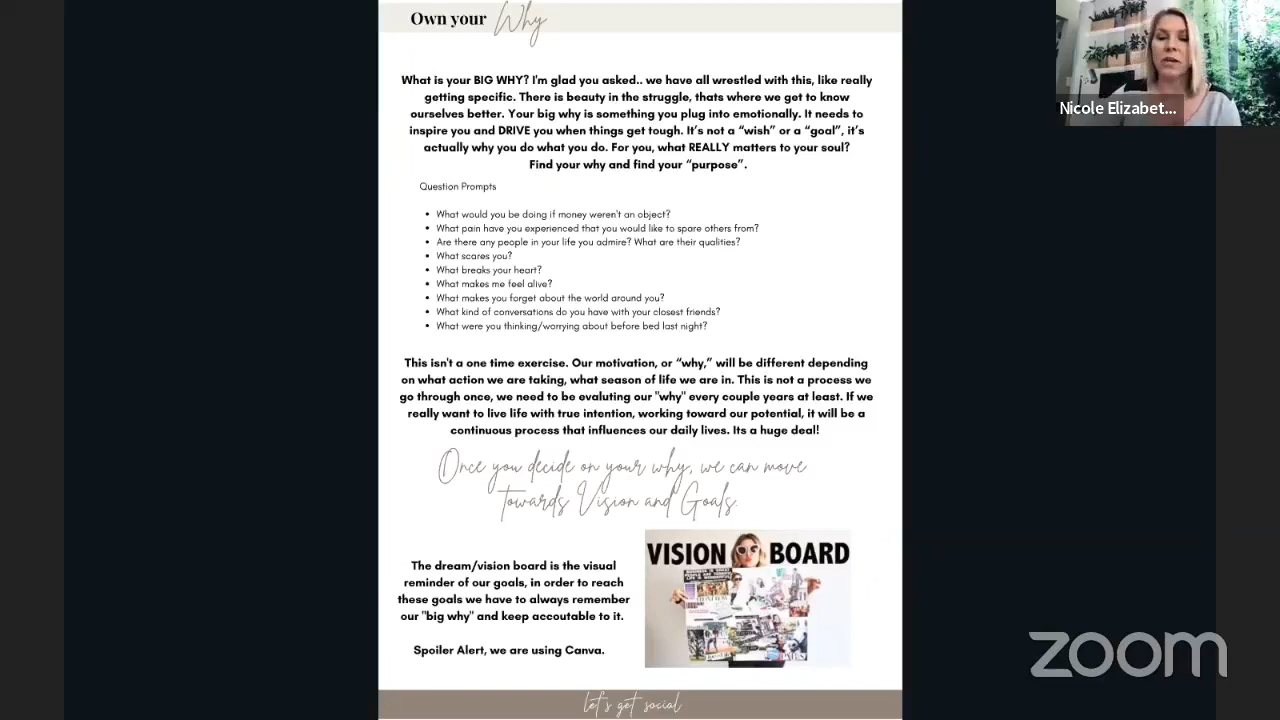 Own your Why
Nicole Elizabet...
What is your BIG WHY? I'm glad you asked.. we have all wrestled with this, like really
getting specific. There is beauty in the struggle, thats where we get to know
ourselves better. Your big why is something you plug into emotionally. It needs to
inspire you and DRIVE you when things get tough. It's not a “wish” or a “goal”, it's
actually why you do what you do. For you, what REALLY matters to your soul?
Find your why and find your “purpose”.
Question Prompts
• What would you be doing if money weren't an object?
• What pain have you experienced that you would like to spare others from?
• Are there any people in your life you admire? What are their qualities?
• What scares you?
• What breaks your heart?
• What makes me feel alive?
• What makes you forget about the world around you?
• What kind of conversations do you have with your closest friends?
• What were you thinking/worrying about before bed last night?
This isn't a one time exercise. Our motivation, or “why,” will be different depending
on what action we are taking, what season of life we are in. This is not a process we
go through once, we need to be evaluting our "why" every couple years at least. If we
really want to live life with true intention, working toward our potential, it will be a
continuous process that influences our daily lives. Its a huge deal!
Once you decide on your why, we can move
towards Vision and Goals.
The dream/vision board is the visual
reminder of our goals, in order to reach
these goals we have to always remember
our "big why" and keep accoutable to it.
Spoiler Alert, we are using Canva.
VISION BOARD
zoom
let's get social